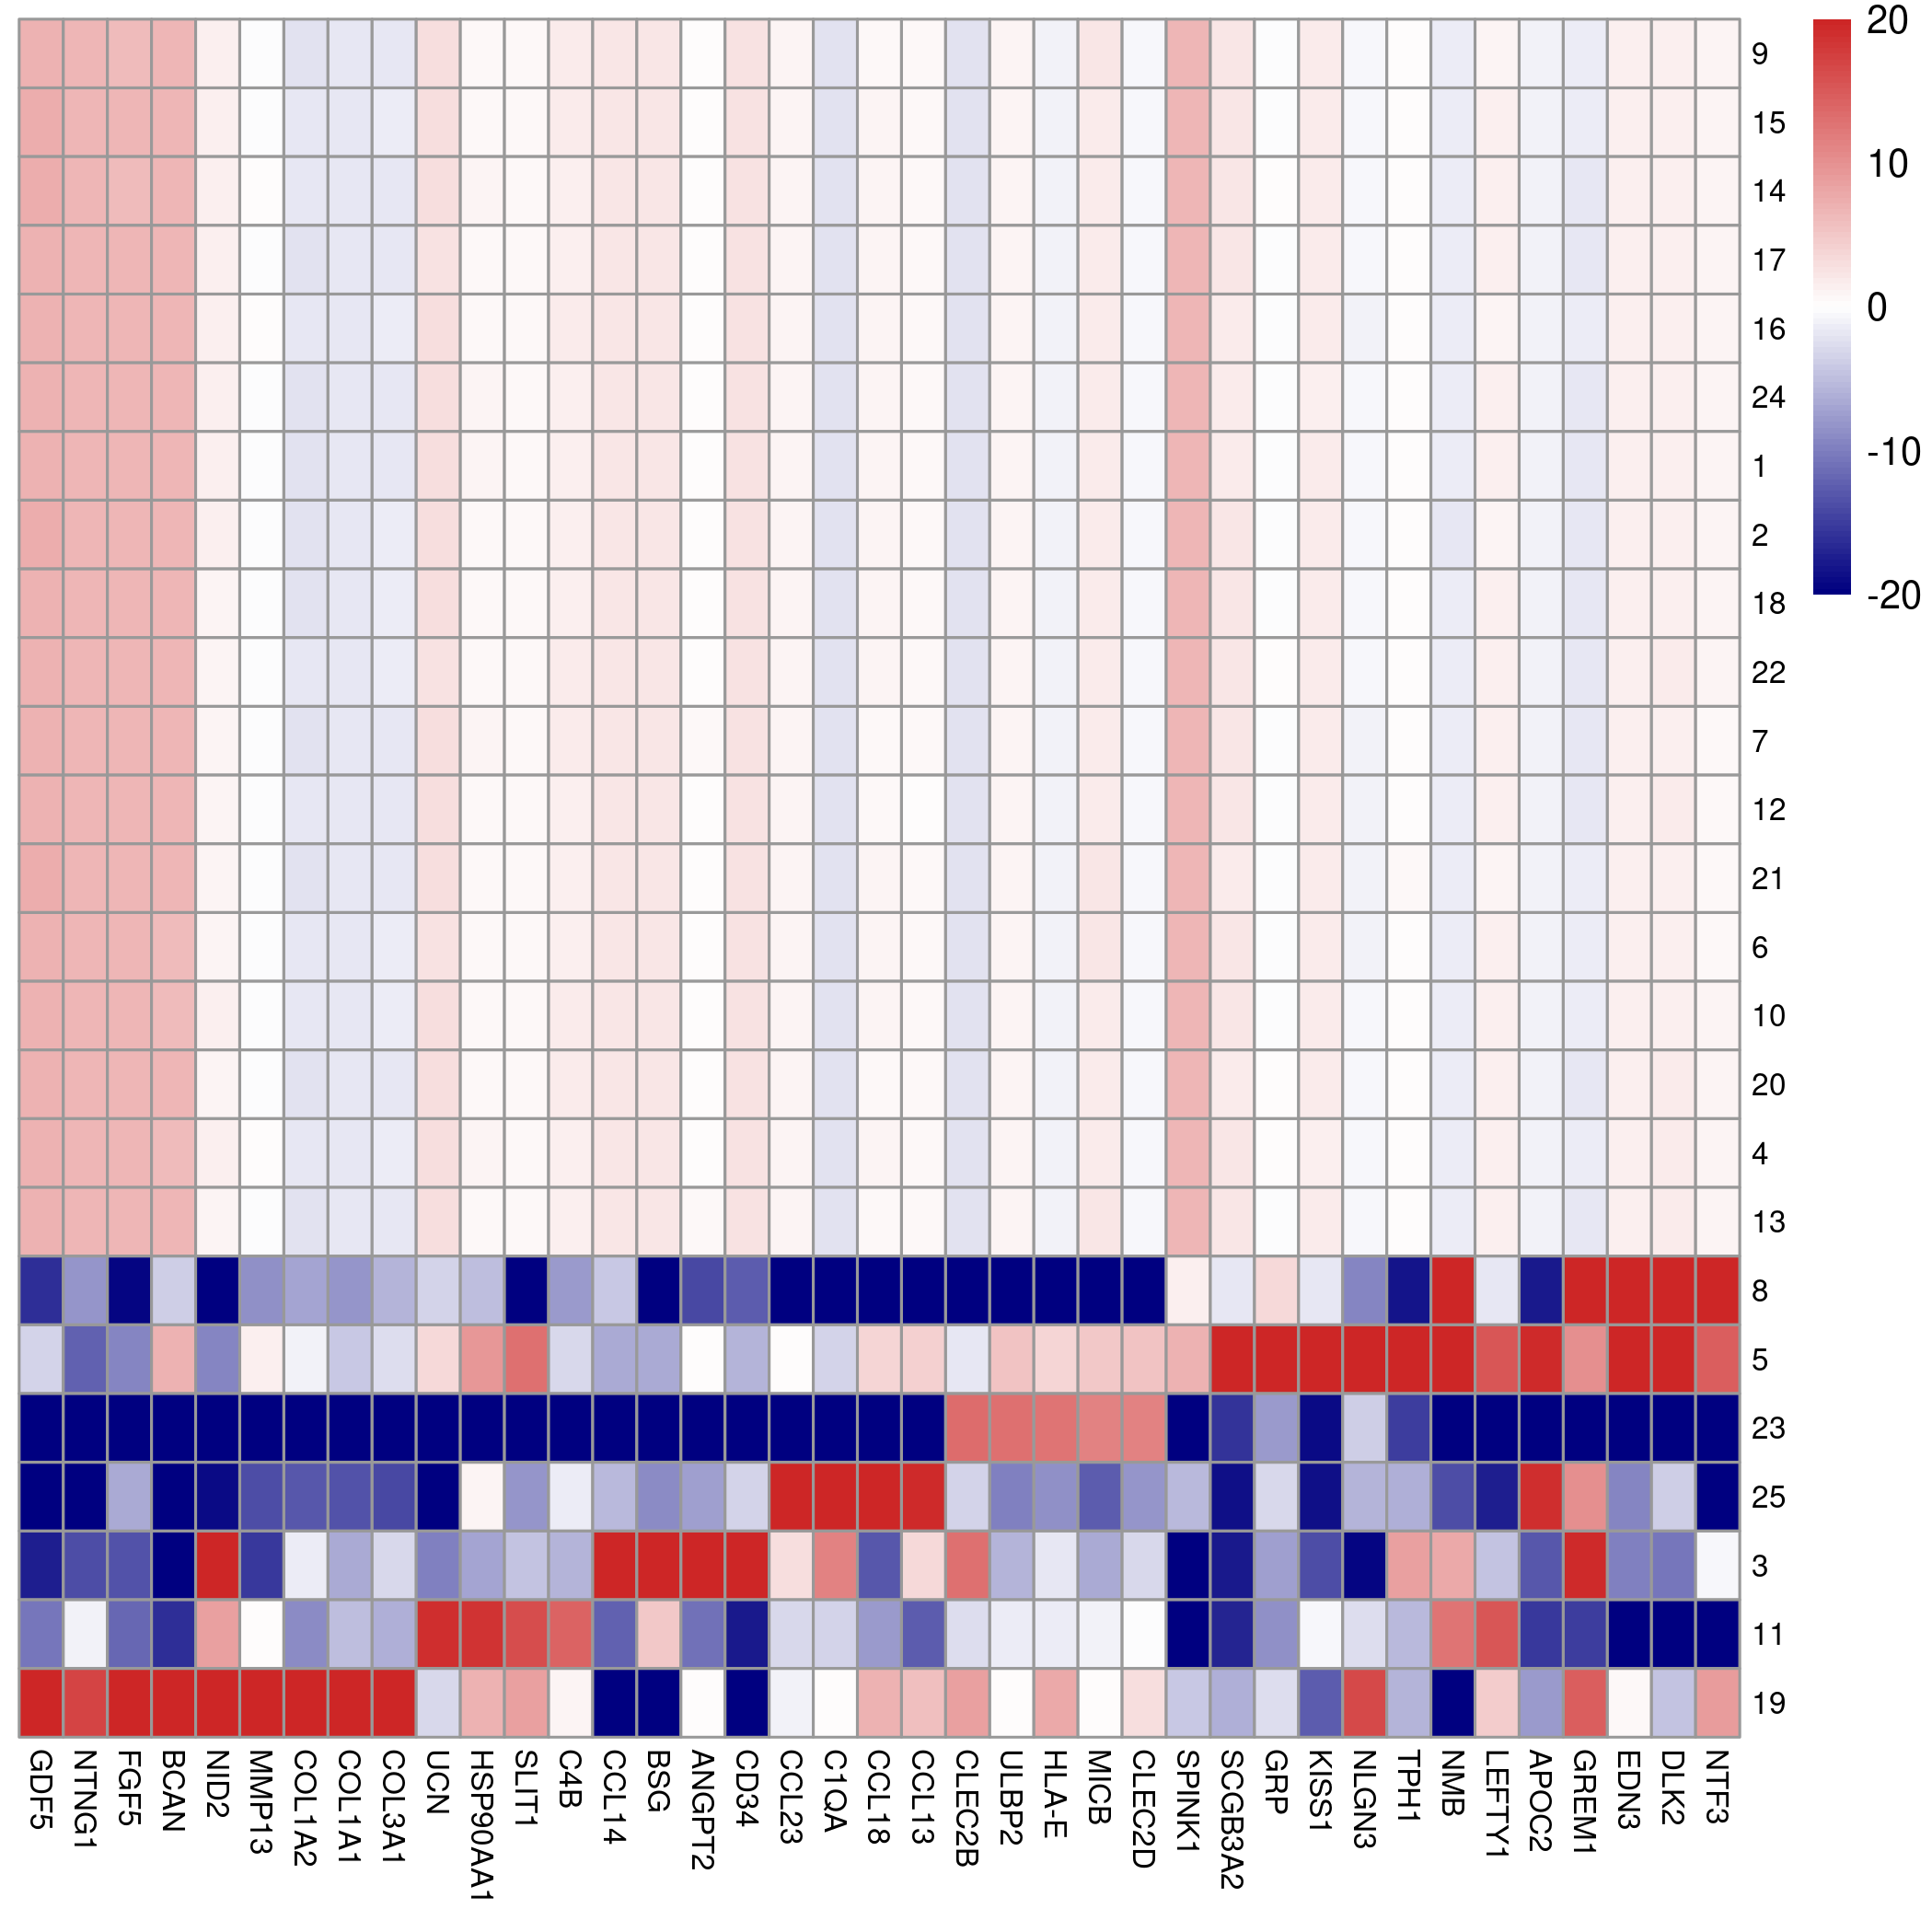 20
10
0
-10
-20
9
15
14
17
16
24
1
2
18
22
7
12
21
6
10
20
4
13
8
5
23
25
3
11
19
GDF5
NTNG1
FGF5
BCAN
NID2
MMP13
COL1A2
COL1A1
COL3A1
UCN
HSP90AA1
SLIT1
C4B
CCL14
BSG
ANGPT2
CD34
CCL23
C1QA
CCL18
CCL13
CLEC2B
ULBP2
HLA-E
MICB
CLEC2D
SPINK1
SCGB3A2
GRP
KISS1
NLGN3
TPH1
NMB
LEFTY1
APOC2
GREM1
EDN3
DLK2
NTF3